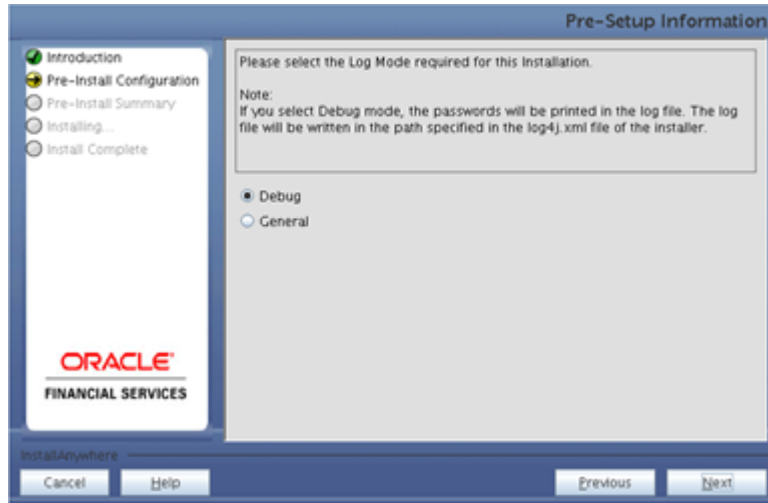 Pre-Setup Information
Introduction
Pre-Install Configuration
Pre-Install Summary
Installing...
Install Complete
Please select the Log Mode required for this Installation.
Note:
If you select Debug mode, the passwords will be printed in the log file. The log
file will be written in the path specified in the log4j.xml file of the installer.
Debug
General
ORACLE
FINANCIAL SERVICES
InstallAnywhere
Cancel
Help
Previous
Next